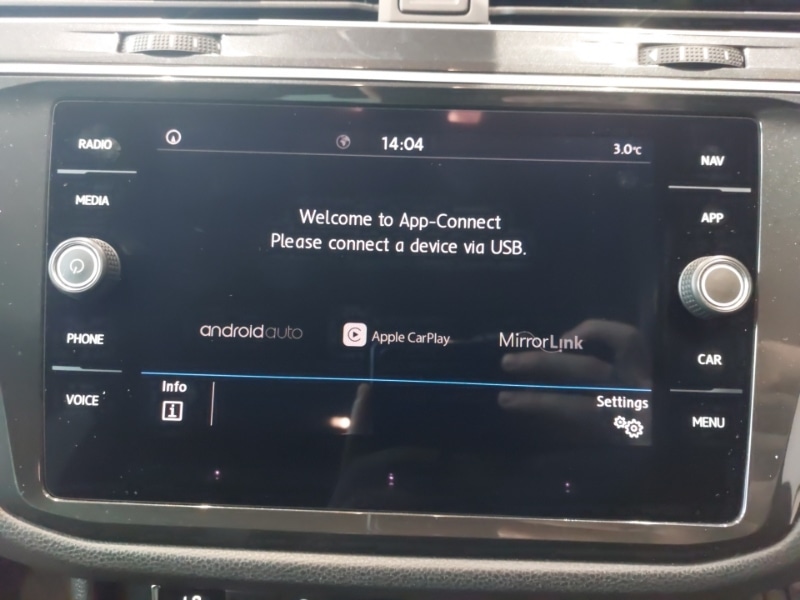 RADIO
14:04
3.0°C
NAV
MEDIA
APP
Welcome to App-Connect
Please connect a device via USB.
PHONE
androidauto
Apple CarPlay
MirrorLink
CAR
VOICE
Info
i
Settings
MENU